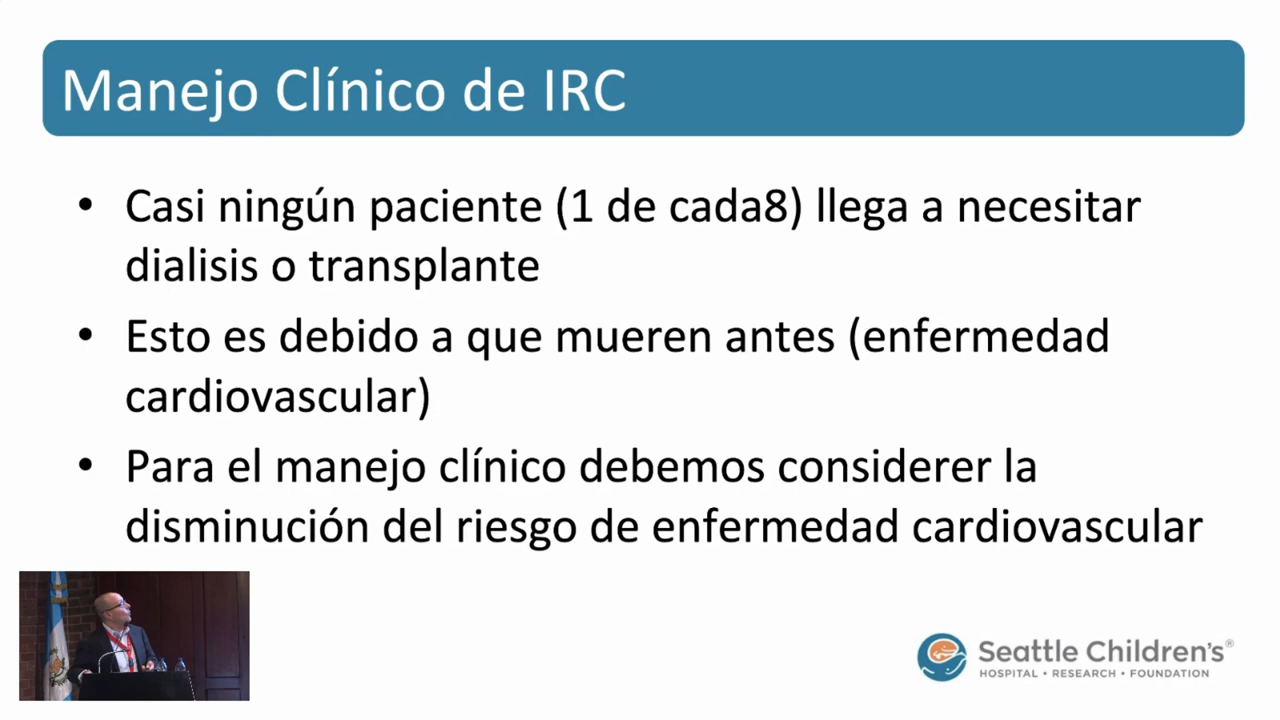 Manejo Clínico de IRC
• Casi ningún paciente (1 de cada8) llega a necesitar
dialisis o transplante
• Esto es debido a que mueren antes (enfermedad
cardiovascular)
• Para el manejo clínico debemos considerer la
disminución del riesgo de enfermedad cardiovascular
Seattle Children's®
HOSPITAL • RESEARCH • FOUNDATION